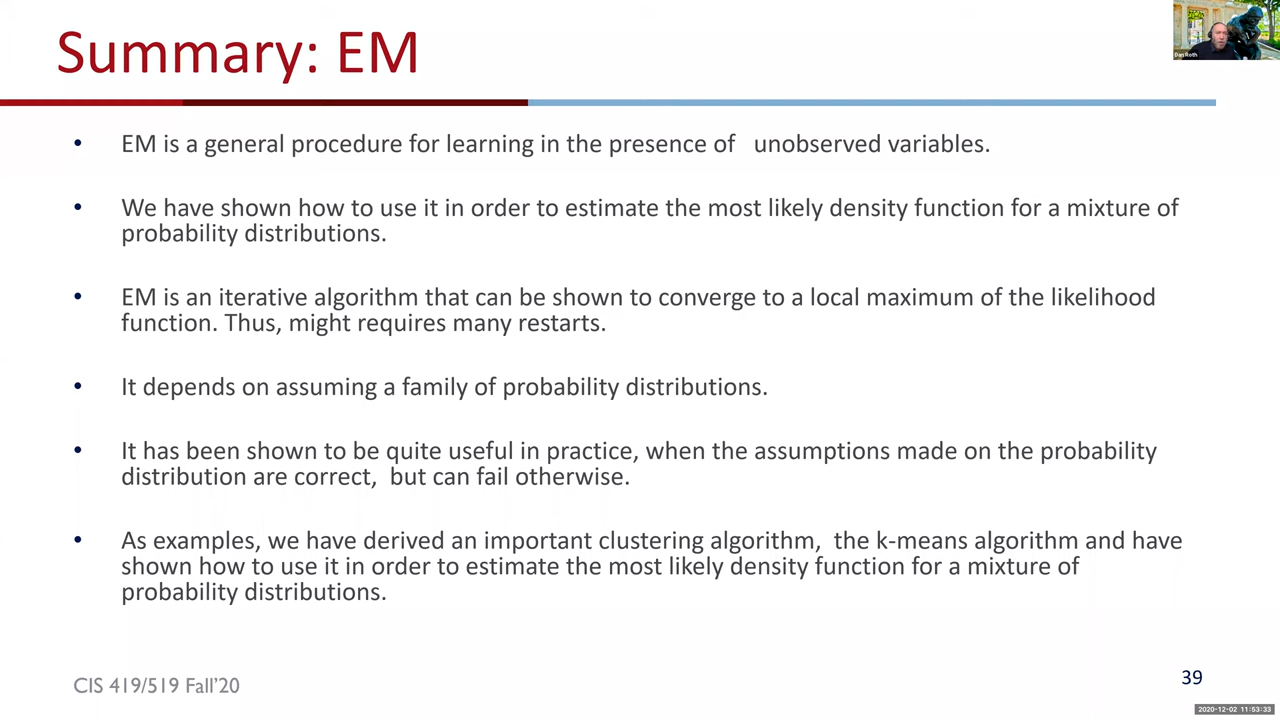 Summary: EM
Dan Roth
• EM is a general procedure for learning in the presence of unobserved variables.
• We have shown how to use it in order to estimate the most likely density function for a mixture of
probability distributions.
• EM is an iterative algorithm that can be shown to converge to a local maximum of the likelihood
function. Thus, might requires many restarts.
• It depends on assuming a family of probability distributions.
• It has been shown to be quite useful in practice, when the assumptions made on the probability
distribution are correct, but can fail otherwise.
• As examples, we have derived an important clustering algorithm, the k-means algorithm and have
shown how to use it in order to estimate the most likely density function for a mixture of
probability distributions.
CIS 419/519 Fall’20
39
2020-12-02 11:53:33